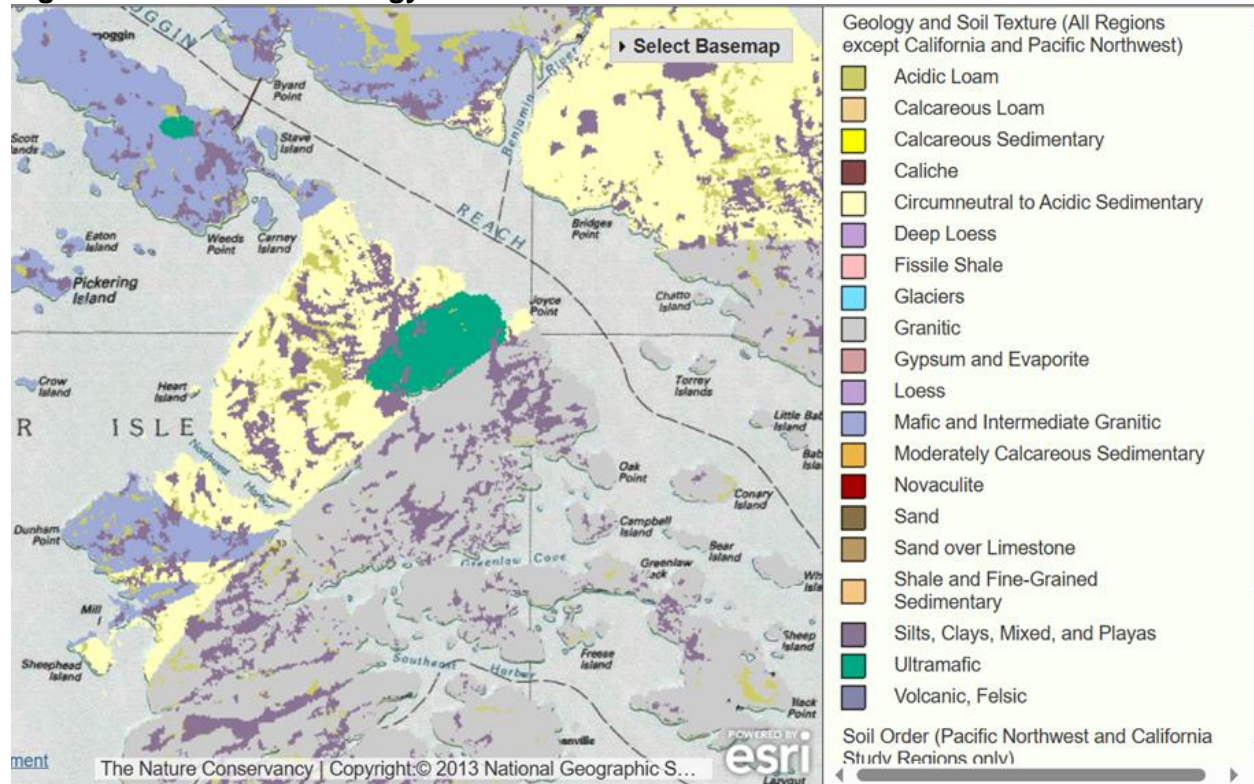 OGGIN
REACH
moggin
Byard
Point
Select Basemap
Benjamin
River
Scott
Stave
Island
Bridges
Point
Eaton
Island
Weeds
Point
Carney
Island
Pickering
Island
Chatto
Island
Joyce
Point
Crow
Island
Heart
Island
Torrey
Islands
R ISLE
Little
Northwest
Harbor
Oak
Point
Conary
Island
Dunham
Point
Campbell
Island
Bear
Island
Greenlaw Cove
Greenlaw
Mill
I
Sheephead
Island
Freese
Island
Sheep
Island
Southeast Harbor
Point
POWERED BY
esri
ment
The Nature Conservancy | Copyright:© 2013 National Geographic S...
Geology and Soil Texture (All Regions
except California and Pacific Northwest)
Acidic Loam
Calcareous Loam
Calcareous Sedimentary
Caliche
Circumneutral to Acidic Sedimentary
Deep Loess
Fissile Shale
Glaciers
Granitic
Gypsum and Evaporite
Loess
Mafic and Intermediate Granitic
Moderately Calcareous Sedimentary
Novaculite
Sand
Sand over Limestone
Shale and Fine-Grained
Sedimentary
Silts, Clays, Mixed, and Playas
Ultramafic
Volcanic, Felsic
Soil Order (Pacific Northwest and California
Study Regions only)